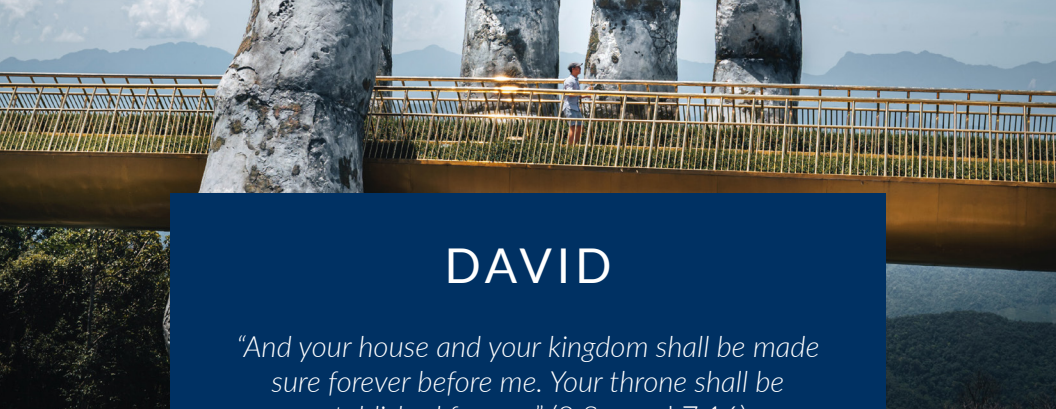 DAVID
“And your house and your kingdom shall be made
sure forever before me. Your throne shall be